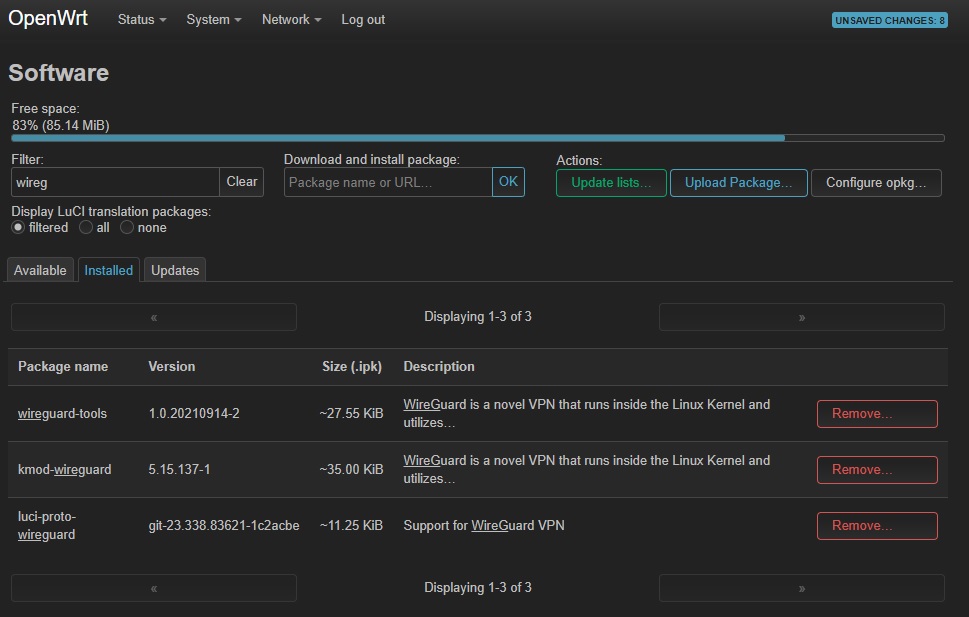 OpenWrt Status System Network Log out UNSAVED CHANGES: 8
Software
Free space:
83% (85.14 MiB)
Filter: Download and install package: Actions:
wireg Clear Package name or URL... OK Update lists... Upload Package... Configure opkg...
Display LuCI translation packages:
filtered all none
Available Installed Updates
« Displaying 1-3 of 3 »
Package name Version Size (.ipk) Description
wireguard-tools 1.0.20210914-2 ~27.55 KiB WireGuard is a novel VPN that runs inside the Linux Kernel and
utilizes... Remove...
kmod-wireguard 5.15.137-1 ~35.00 KiB WireGuard is a novel VPN that runs inside the Linux Kernel and
utilizes... Remove...
luci-proto-
wireguard git-23.338.83621-1c2acbe ~11.25 KiB Support for WireGuard VPN Remove...
« Displaying 1-3 of 3 »